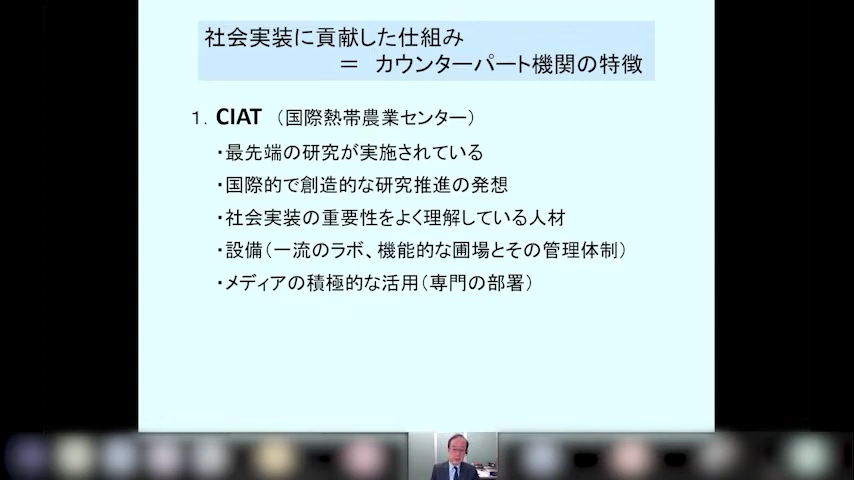 社会実装に貢献した仕組み
＝ カウンターパート機関の特徴
１．CIAT （国際熱帯農業センター）
・最先端の研究が実施されている
・国際的で創造的な研究推進の発想
・社会実装の重要性をよく理解している人材
・設備（一流のラボ、機能的な圃場とその管理体制）
・メディアの積極的な活用（専門の部署）